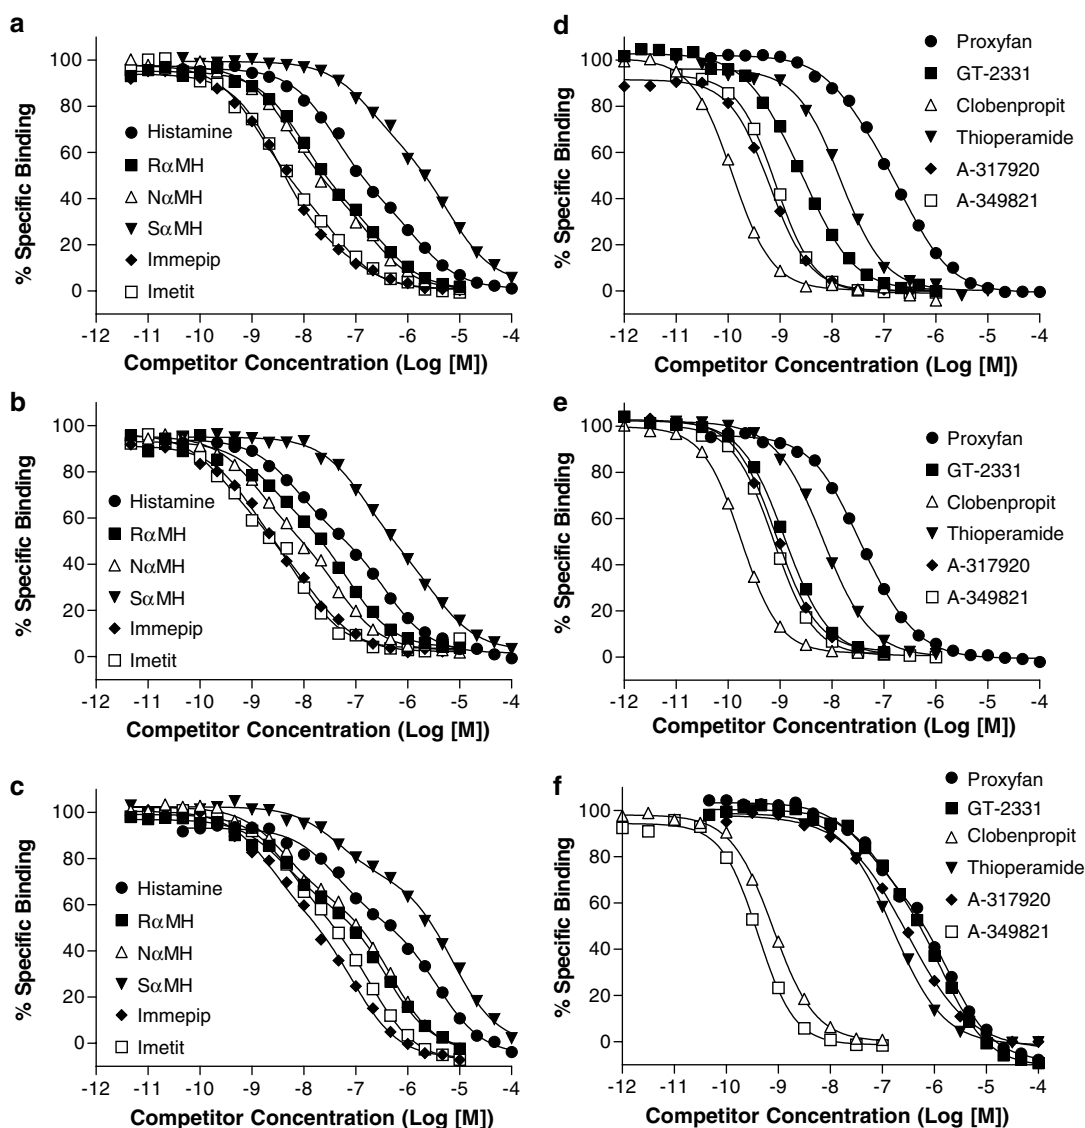 a
100
80
60
40
20
0
% Specific Binding
Histamine
RαMH
NαMH
SαMH
Immepip
Imetit
-12 -11 -10 -9 -8 -7 -6 -5 -4
Competitor Concentration (Log [M])
d
100
80
60
40
20
0
% Specific Binding
Proxyfan
GT-2331
Clobenpropit
Thioperamide
A-317920
A-349821
-12 -11 -10 -9 -8 -7 -6 -5 -4
Competitor Concentration (Log [M])
b
100
80
60
40
20
0
% Specific Binding
Histamine
RαMH
NαMH
SαMH
Immepip
Imetit
-12 -11 -10 -9 -8 -7 -6 -5 -4
Competitor Concentration (Log [M])
e
100
80
60
40
20
0
% Specific Binding
Proxyfan
GT-2331
Clobenpropit
Thioperamide
A-317920
A-349821
-12 -11 -10 -9 -8 -7 -6 -5 -4
Competitor Concentration (Log [M])
c
100
80
60
40
20
0
% Specific Binding
Histamine
RαMH
NαMH
SαMH
Immepip
Imetit
-12 -11 -10 -9 -8 -7 -6 -5 -4
Competitor Concentration (Log [M])
f
100
80
60
40
20
0
% Specific Binding
Proxyfan
GT-2331
Clobenpropit
Thioperamide
A-317920
A-349821
-12 -11 -10 -9 -8 -7 -6 -5 -4
Competitor Concentration (Log [M])